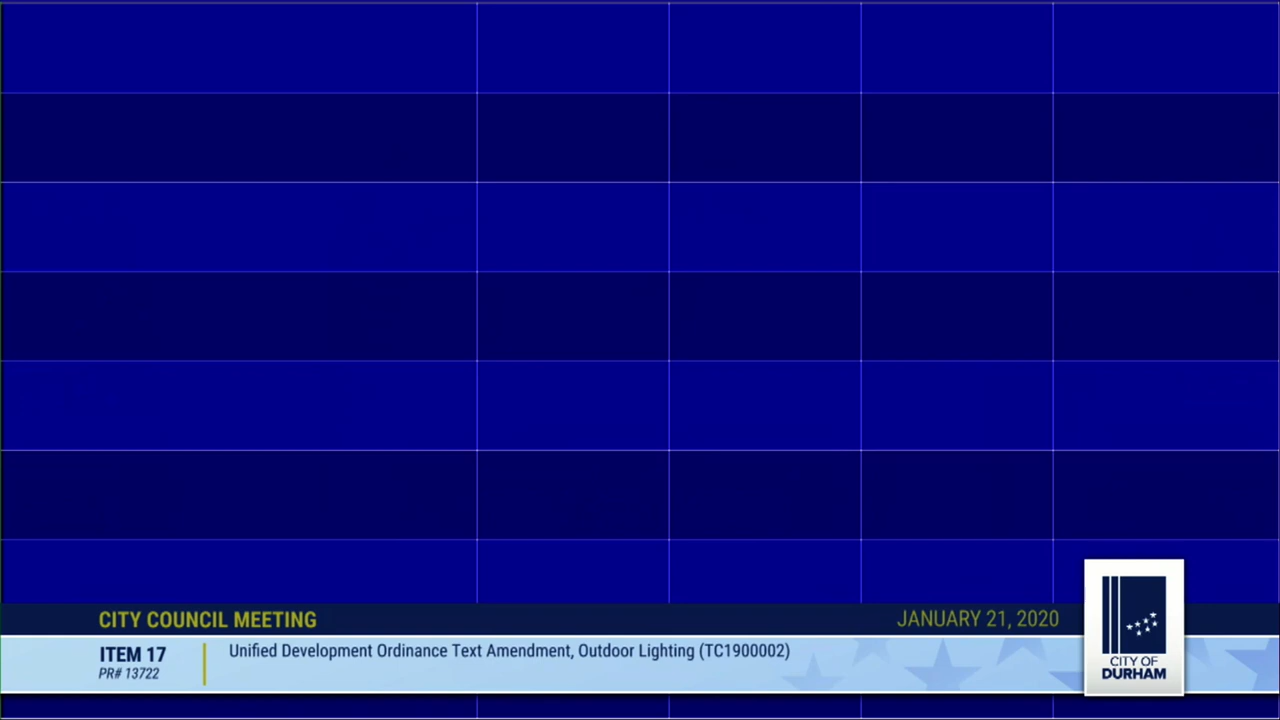 CITY COUNCIL MEETING
JANUARY 21, 2020
ITEM 17
PR# 13722
Unified Development Ordinance Text Amendment, Outdoor Lighting (TC1900002)
CITY OF
DURHAM